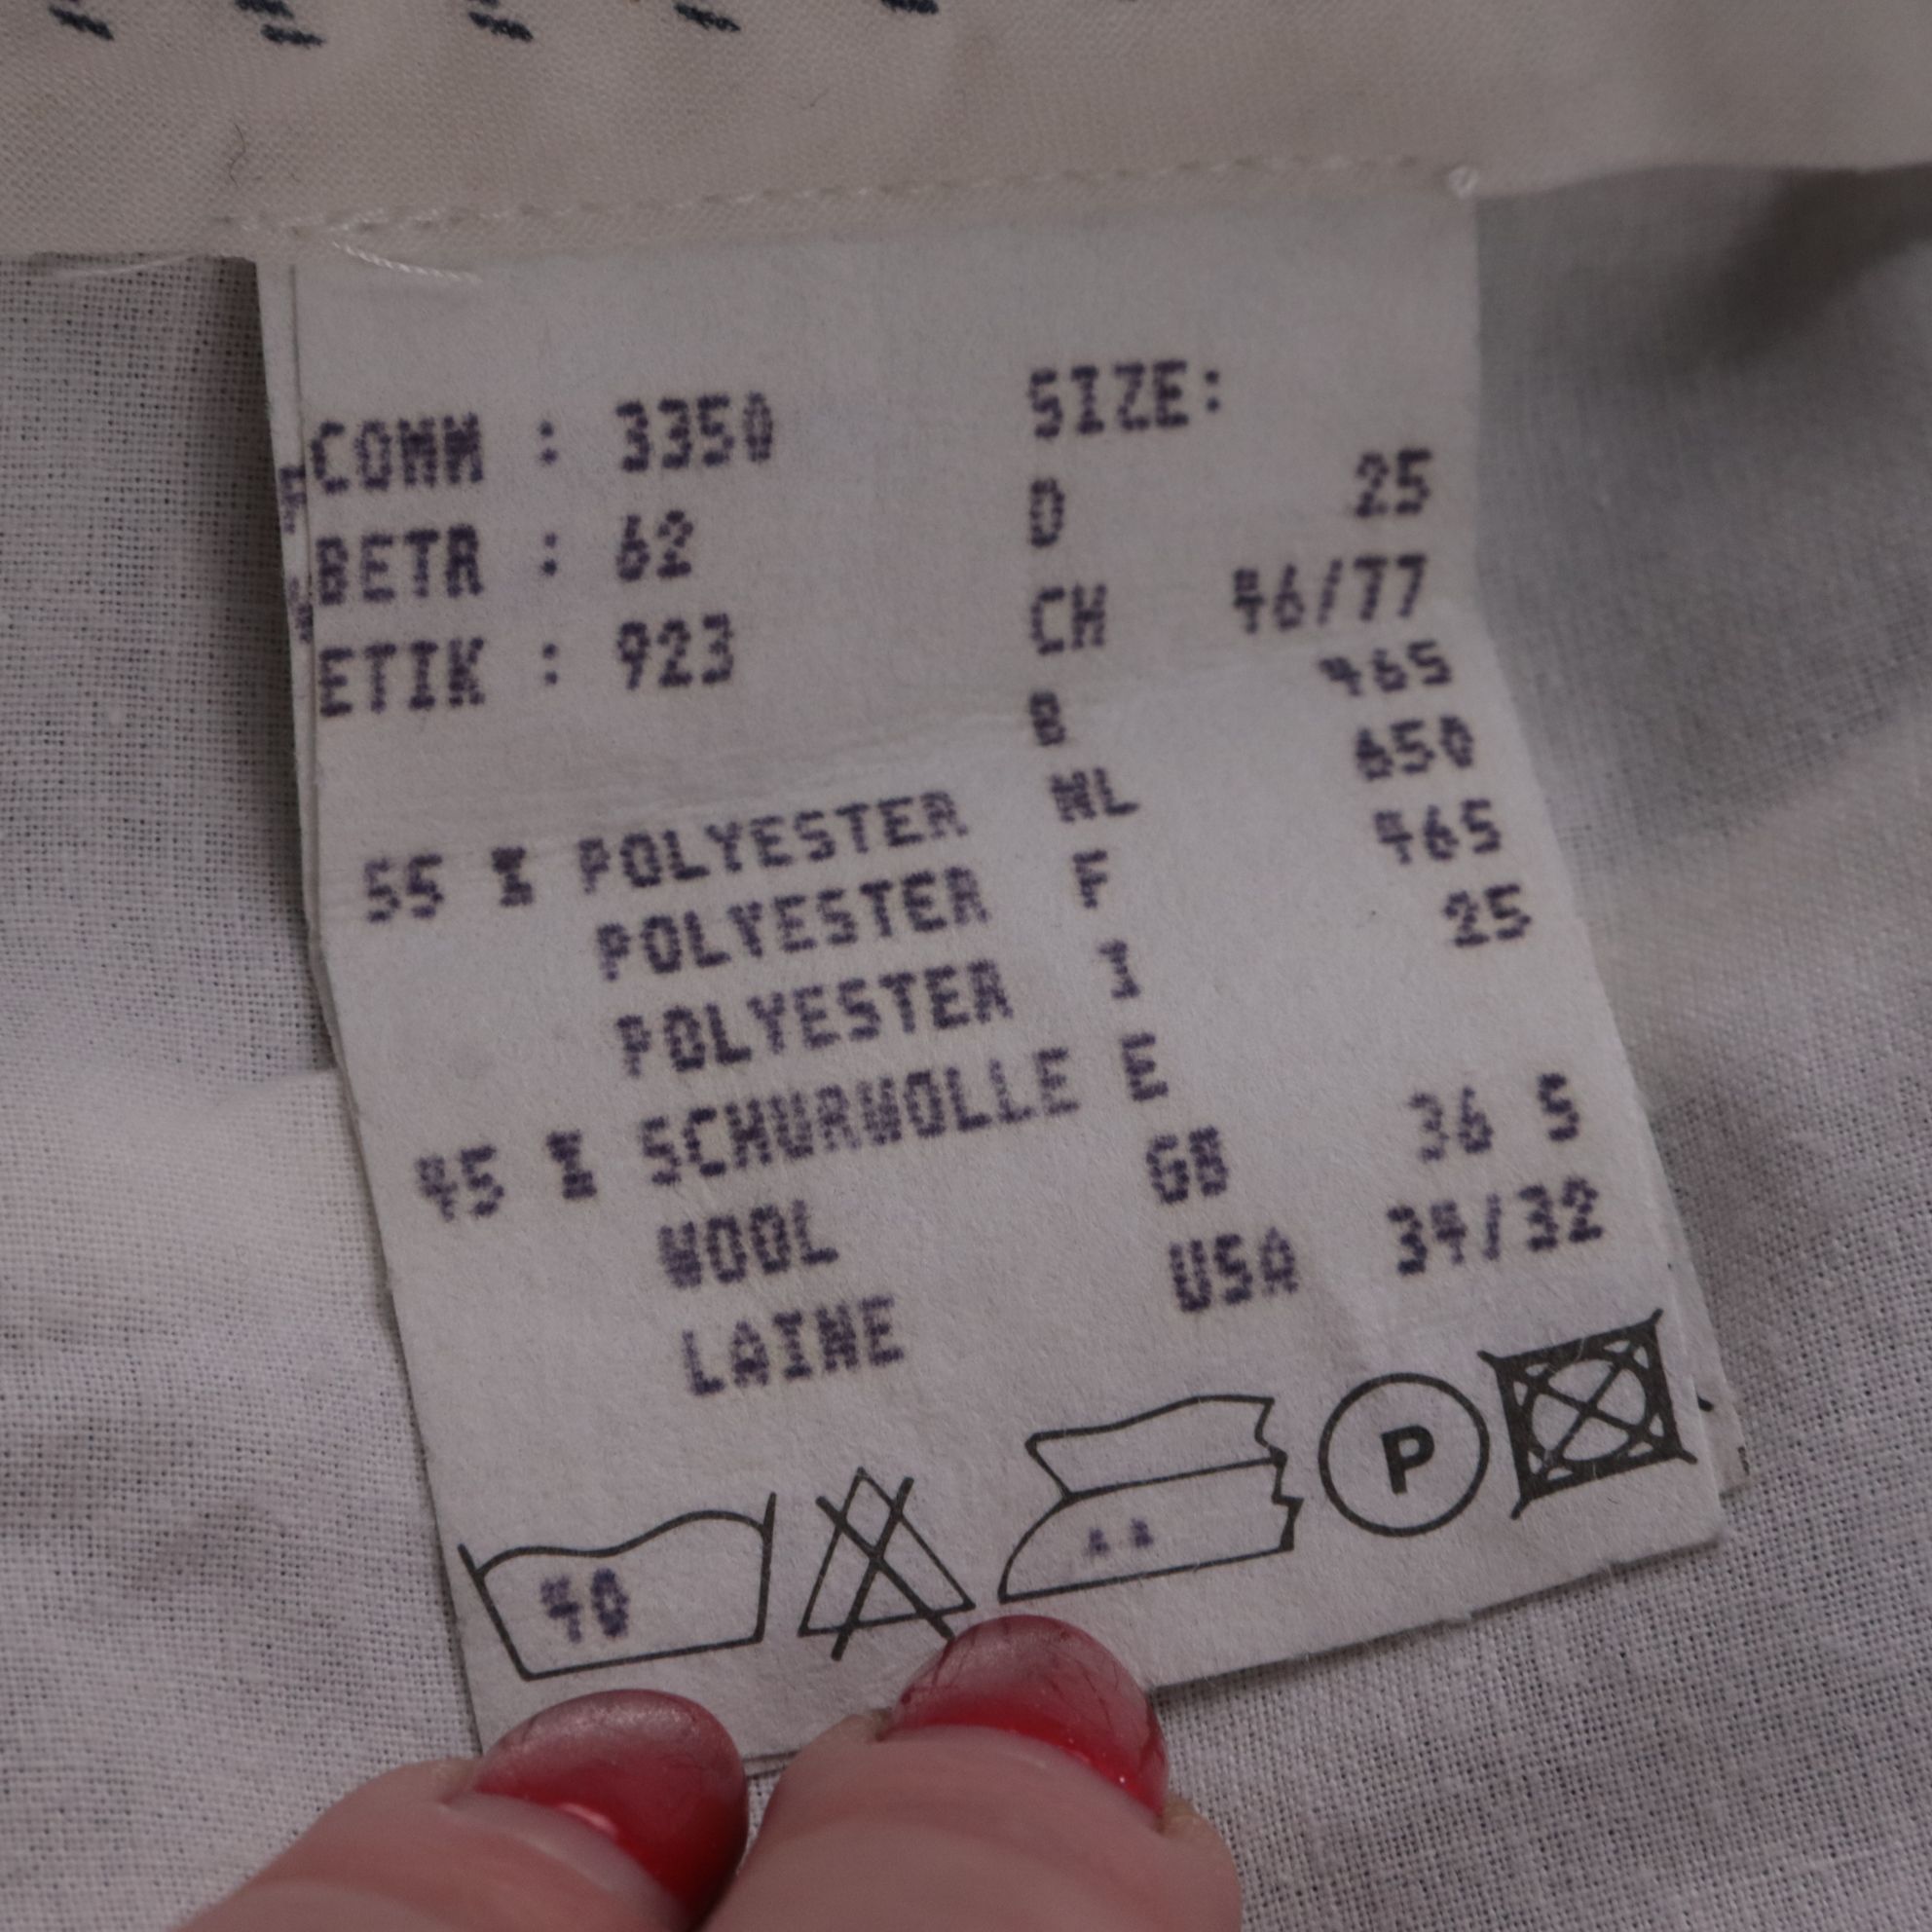 COMM : 3350
BETR : 62
ETIK : 923
SIZE:
D 25
CH 46/77
B 465
NL 650
F 465
I 25
E
GB 36 S
USA 34/32
55 % POLYESTER
POLYESTER
POLYESTER
45 % SCHURWOLLE
WOOL
LAINE
40
P